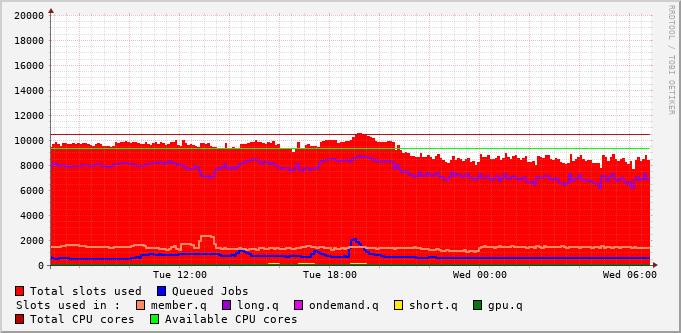 20000
18000
16000
14000
12000
10000
8000
6000
4000
2000
0
Tue 12:00 Tue 18:00 Wed 00:00 Wed 06:00
RRDTOOL / TOBI OETIKER
Total slots used Queued Jobs
Slots used in : member.q long.q ondemand.q short.q gpu.q
Total CPU cores Available CPU cores